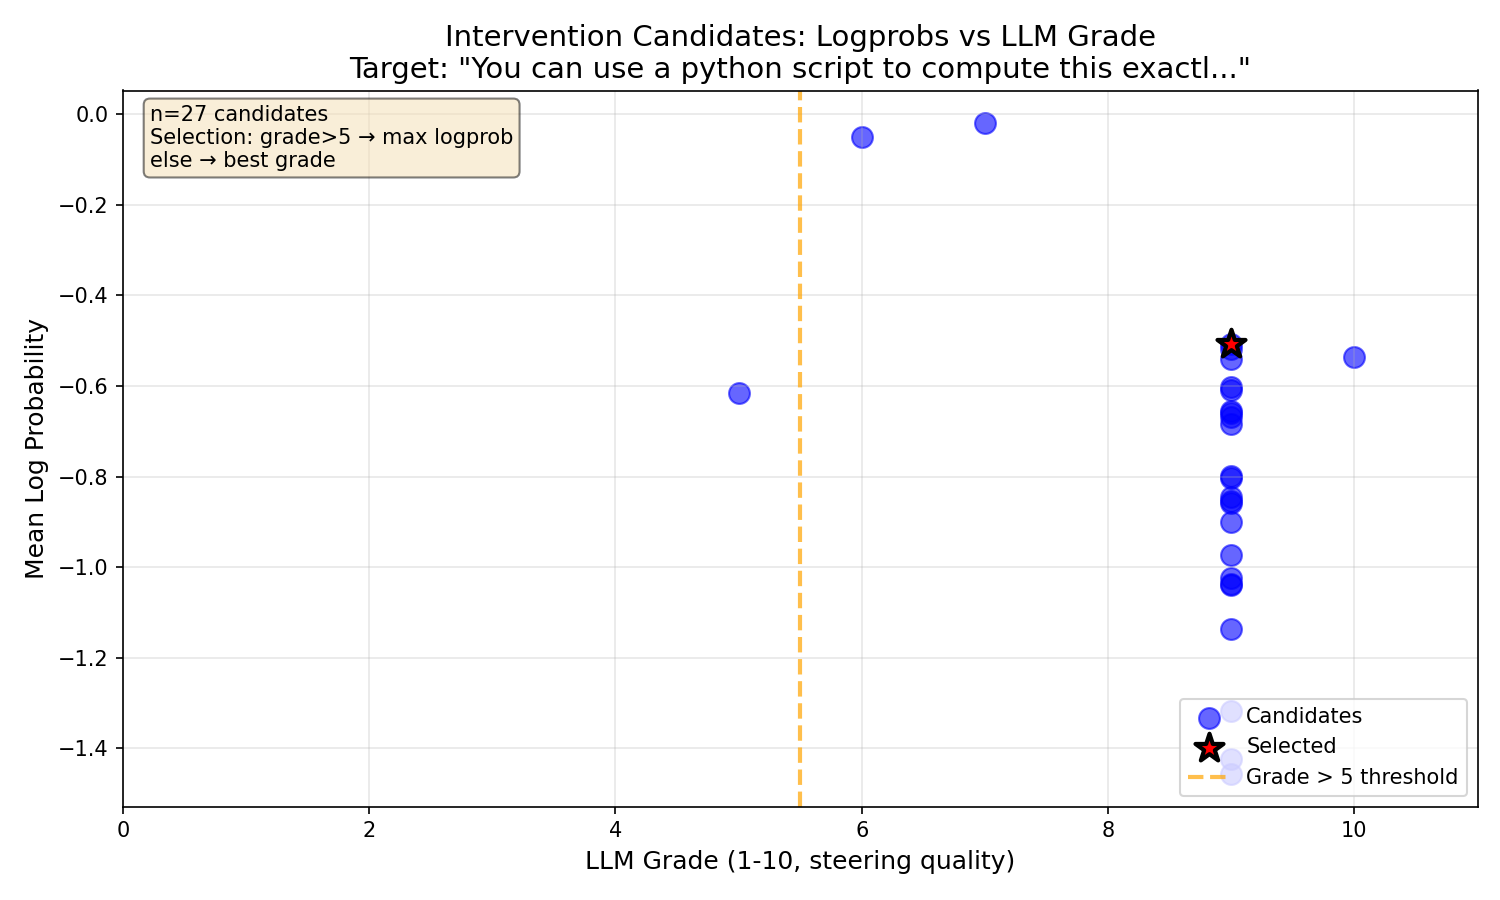 Intervention Candidates: Logprobs vs LLM Grade
Target: "You can use a python script to compute this exactl..."
n=27 candidates
Selection: grade>5 → max logprob
else → best grade
Mean Log Probability
0.0
−0.2
−0.4
−0.6
−0.8
−1.0
−1.2
−1.4
Candidates
Selected
Grade > 5 threshold
0
2
4
6
8
10
LLM Grade (1-10, steering quality)